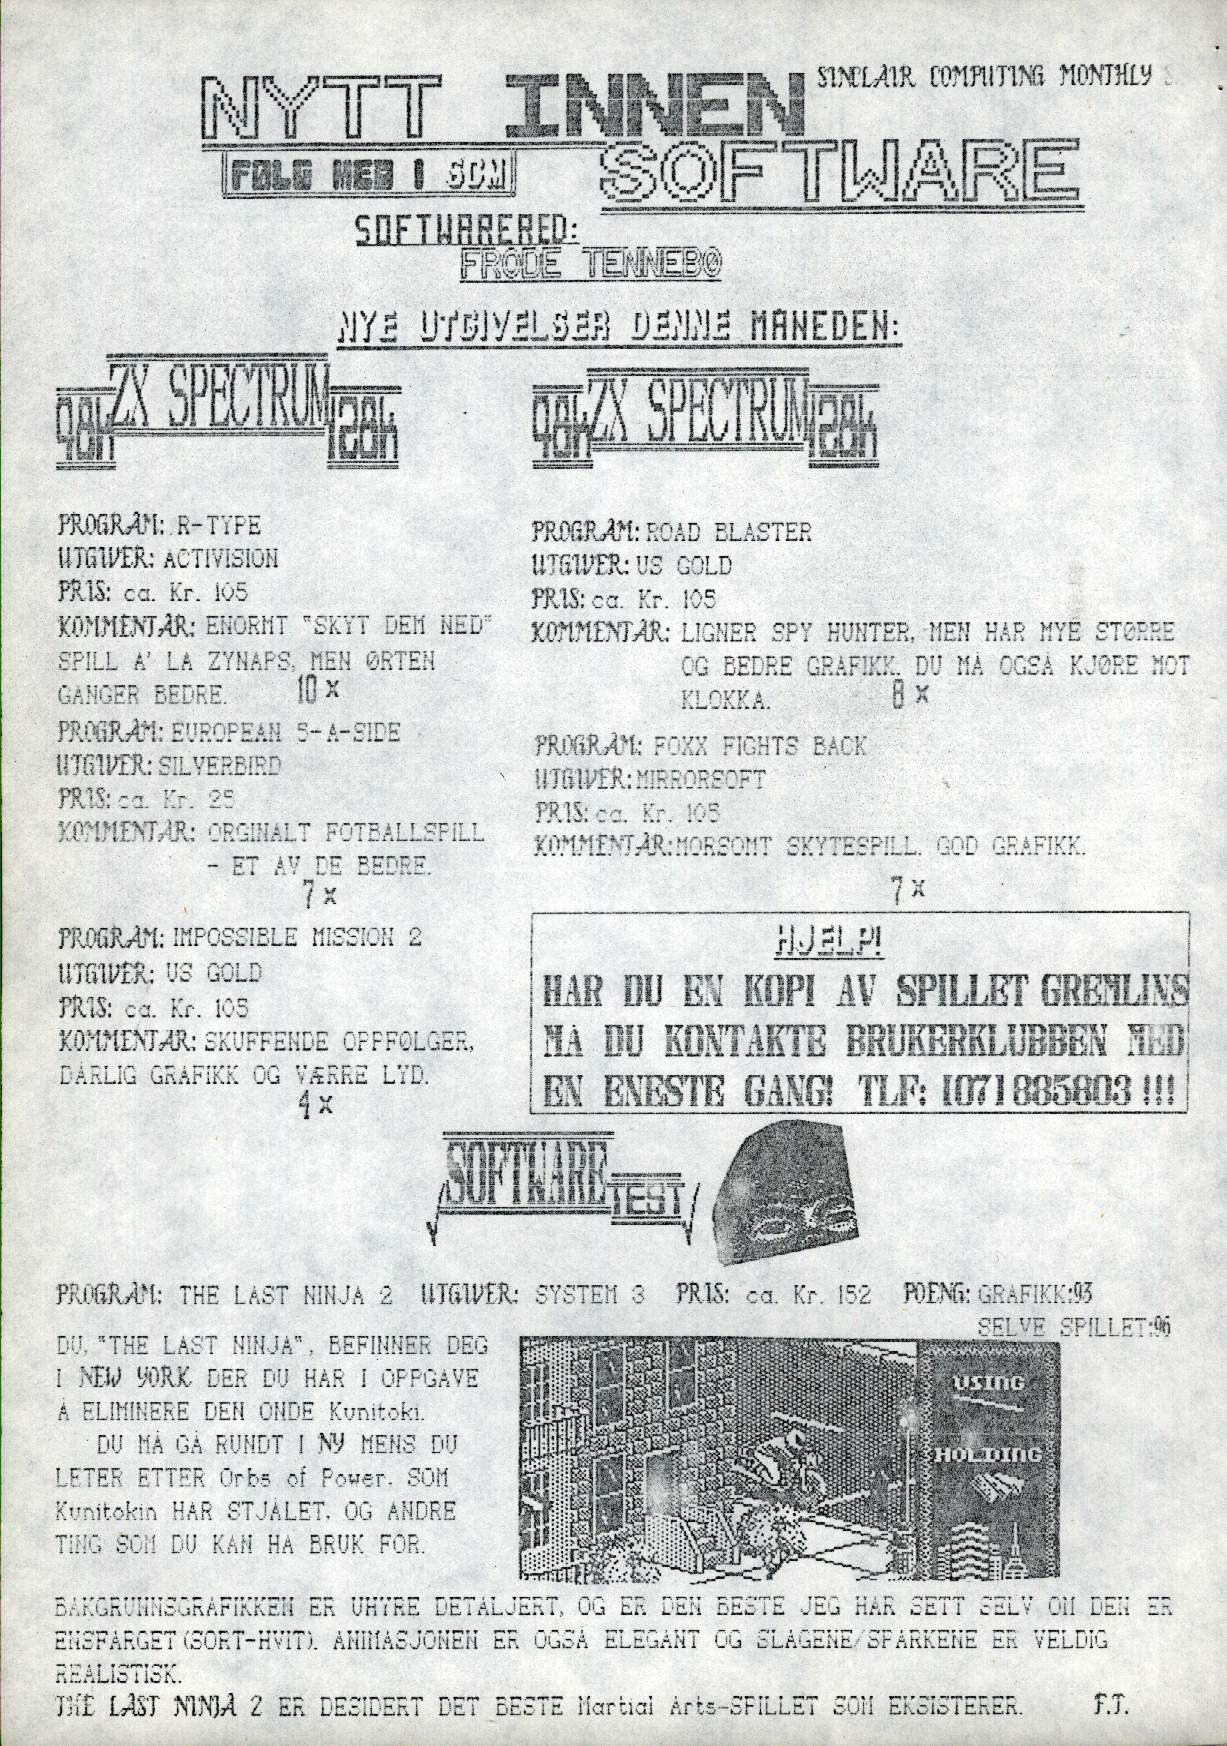 SINCLAIR COMPUTING MONTHLY
NYTT INNEN
SOFTWARE
FØLG MED I SCM
SOFTWARERED:
FRODE TENNEBØ
NYE UTGIVELSER DENNE MÅNEDEN:
48K ZX SPECTRUM 128K
PROGRAM: R-TYPE
UTGIVER: ACTIVISION
PRIS: ca. Kr. 105
KOMMENTAR: ENORMT "SKYT DEM NED"
SPILL A' LA ZYNAPS, MEN ØRTEN
GANGER BEDRE. 10 x
PROGRAM: EUROPEAN 5-A-SIDE
UTGIVER: SILVERBIRD
PRIS: ca. Kr. 25
KOMMENTAR: ORGINALT FOTBALLSPILL
- ET AV DE BEDRE.
7 x
PROGRAM: IMPOSSIBLE MISSION 2
UTGIVER: US GOLD
PRIS: ca. Kr. 105
KOMMENTAR: SKUFFENDE OPPFØLGER,
DÅRLIG GRAFIKK OG VÆRRE LYD.
4 x
48K ZX SPECTRUM 128K
PROGRAM: ROAD BLASTER
UTGIVER: US GOLD
PRIS: ca. Kr. 105
KOMMENTAR: LIGNER SPY HUNTER, MEN HAR MYE STØRRE
OG BEDRE GRAFIKK. DU MÅ OGSÅ KJØRE MOT
KLOKKA. 8 x
PROGRAM: FOXX FIGHTS BACK
UTGIVER: MIRRORSOFT
PRIS: ca. Kr. 105
KOMMENTAR: MORSOMT SKYTESPILL. GOD GRAFIKK.
7 x
HJELP!
HAR DU EN KOPI AV SPILLET GREMLINS
MÅ DU KONTAKTE BRUKERKLUBBEN MED
EN ENESTE GANG! TLF: (07) 885803 !!!
SOFTWARE TEST
PROGRAM: THE LAST NINJA 2 UTGIVER: SYSTEM 3 PRIS: ca. Kr. 152 POENG: GRAFIKK:93
SELVE SPILLET:96
DU, "THE LAST NINJA", BEFINNER DEG
I NEW YORK DER DU HAR I OPPGAVE
Å ELIMINERE DEN ONDE Kunitoki.
DU MÅ GÅ RUNDT I NY MENS DU
LETER ETTER Orbs of Power, SOM
Kunitokin HAR STJÅLET, OG ANDRE
TING SOM DU KAN HA BRUK FOR.
USING
HOLDING
BAKGRUNNSGRAFIKKEN ER UHYRE DETALJERT, OG ER DEN BESTE JEG HAR SETT SELV OM DEN ER
ENSFARGET (SORT-HVIT). ANIMASJONEN ER OGSÅ ELEGANT OG SLAGENE/SPARKENE ER VELDIG
REALISTISK.
THE LAST NINJA 2 ER DESIDERT DET BESTE Martial Arts-SPILLET SOM EKSISTERER. F.T.